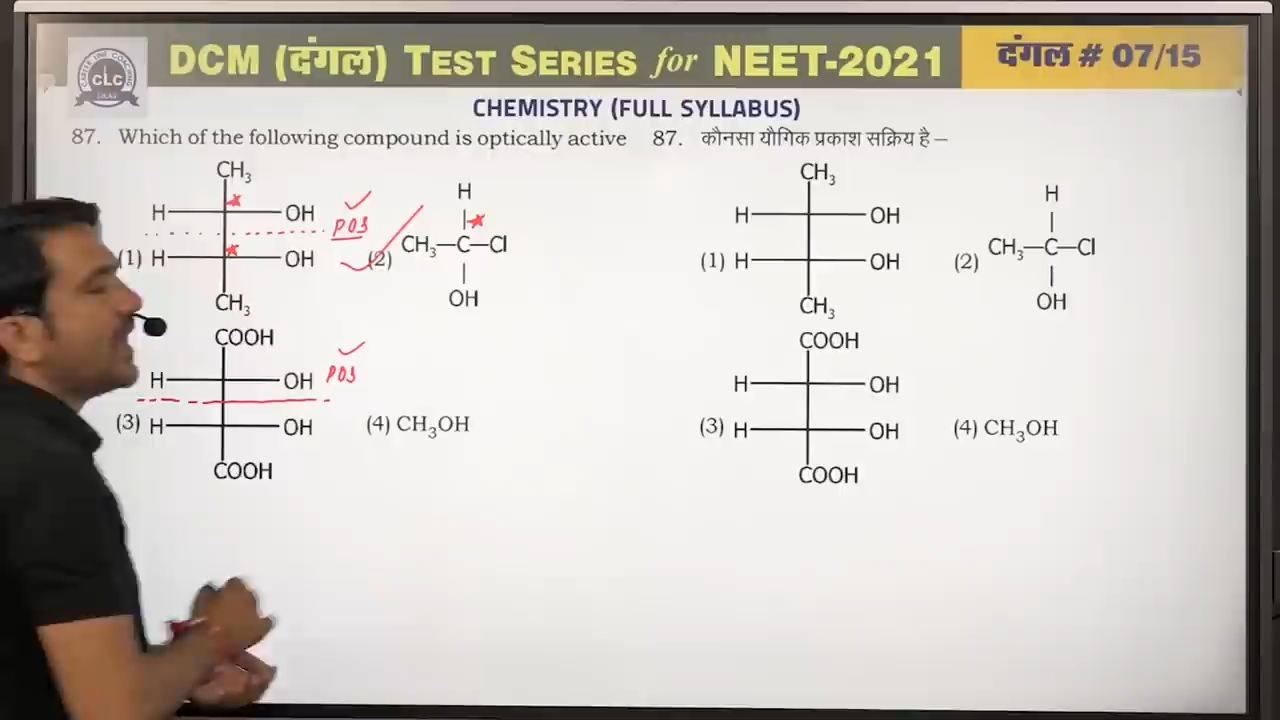 DCM (दंगल) TEST SERIES for NEET-2021
दंगल # 07/15
CLC
CHEMISTRY (FULL SYLLABUS)
87. Which of the following compound is optically active
CH₃
H OH
POS
(1) H OH
CH₃
H
(2) CH₃—C—Cl
OH
COOH
H OH
POS
(3) H OH
COOH
(4) CH₃OH
87. कौनसा यौगिक प्रकाश सक्रिय है –
CH₃
H OH
(1) H OH
CH₃
H
(2) CH₃—C—Cl
OH
COOH
H OH
(3) H OH
COOH
(4) CH₃OH